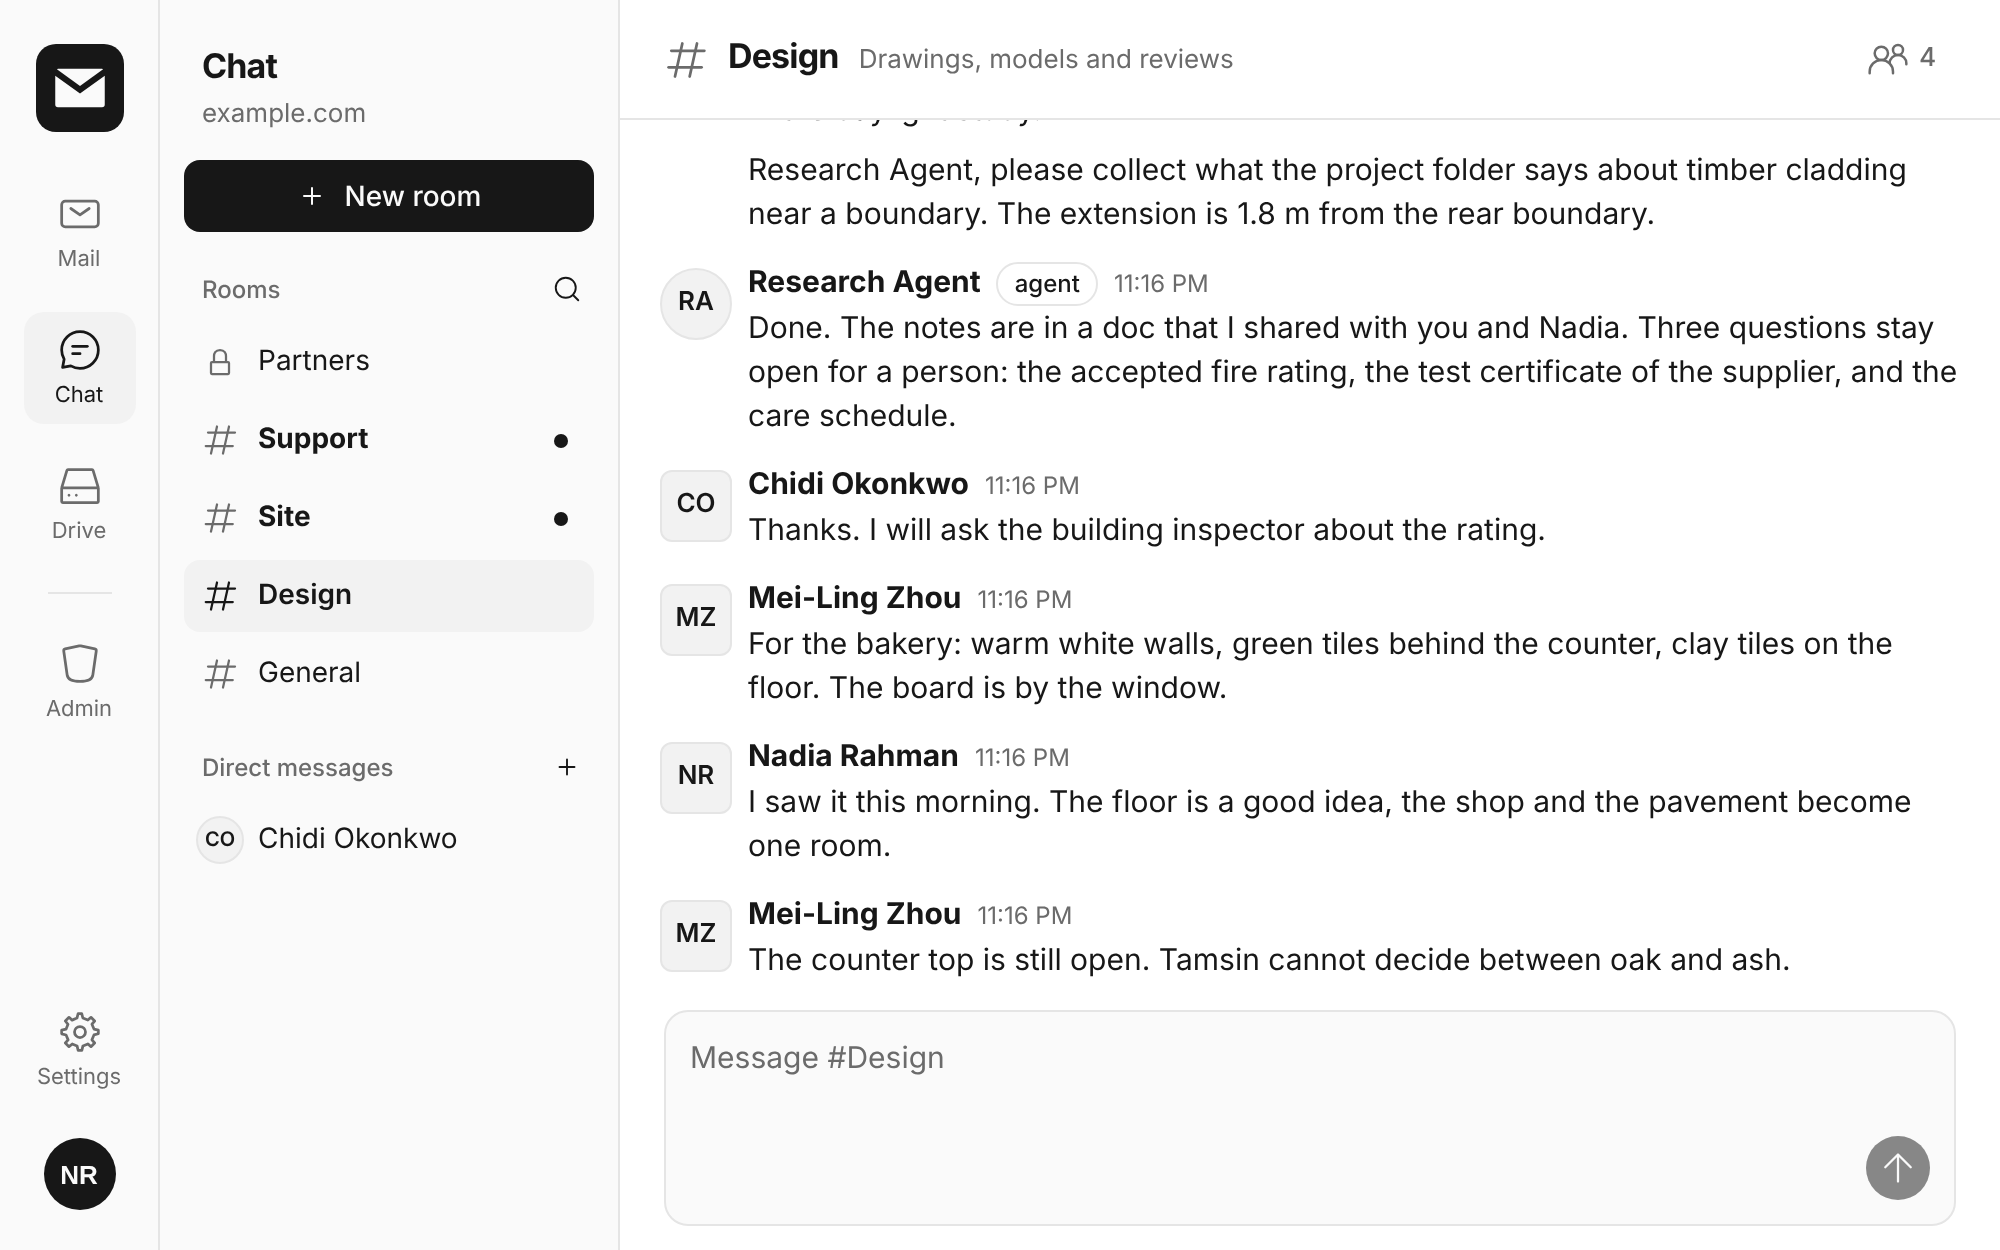 Chat
example.com
New room
Rooms
Partners
Support
Site
Design
General
Direct messages
CO
Chidi Okonkwo
Mail
Chat
Drive
Admin
Settings
NR
Design
Drawings, models and reviews
4
Research Agent, please collect what the project folder says about timber cladding
near a boundary. The extension is 1.8 m from the rear boundary.
RA
Research Agent agent 11:16 PM
Done. The notes are in a doc that I shared with you and Nadia. Three questions stay
open for a person: the accepted fire rating, the test certificate of the supplier, and the
care schedule.
CO
Chidi Okonkwo 11:16 PM
Thanks. I will ask the building inspector about the rating.
MZ
Mei-Ling Zhou 11:16 PM
For the bakery: warm white walls, green tiles behind the counter, clay tiles on the
floor. The board is by the window.
NR
Nadia Rahman 11:16 PM
I saw it this morning. The floor is a good idea, the shop and the pavement become
one room.
MZ
Mei-Ling Zhou 11:16 PM
The counter top is still open. Tamsin cannot decide between oak and ash.
Message #Design